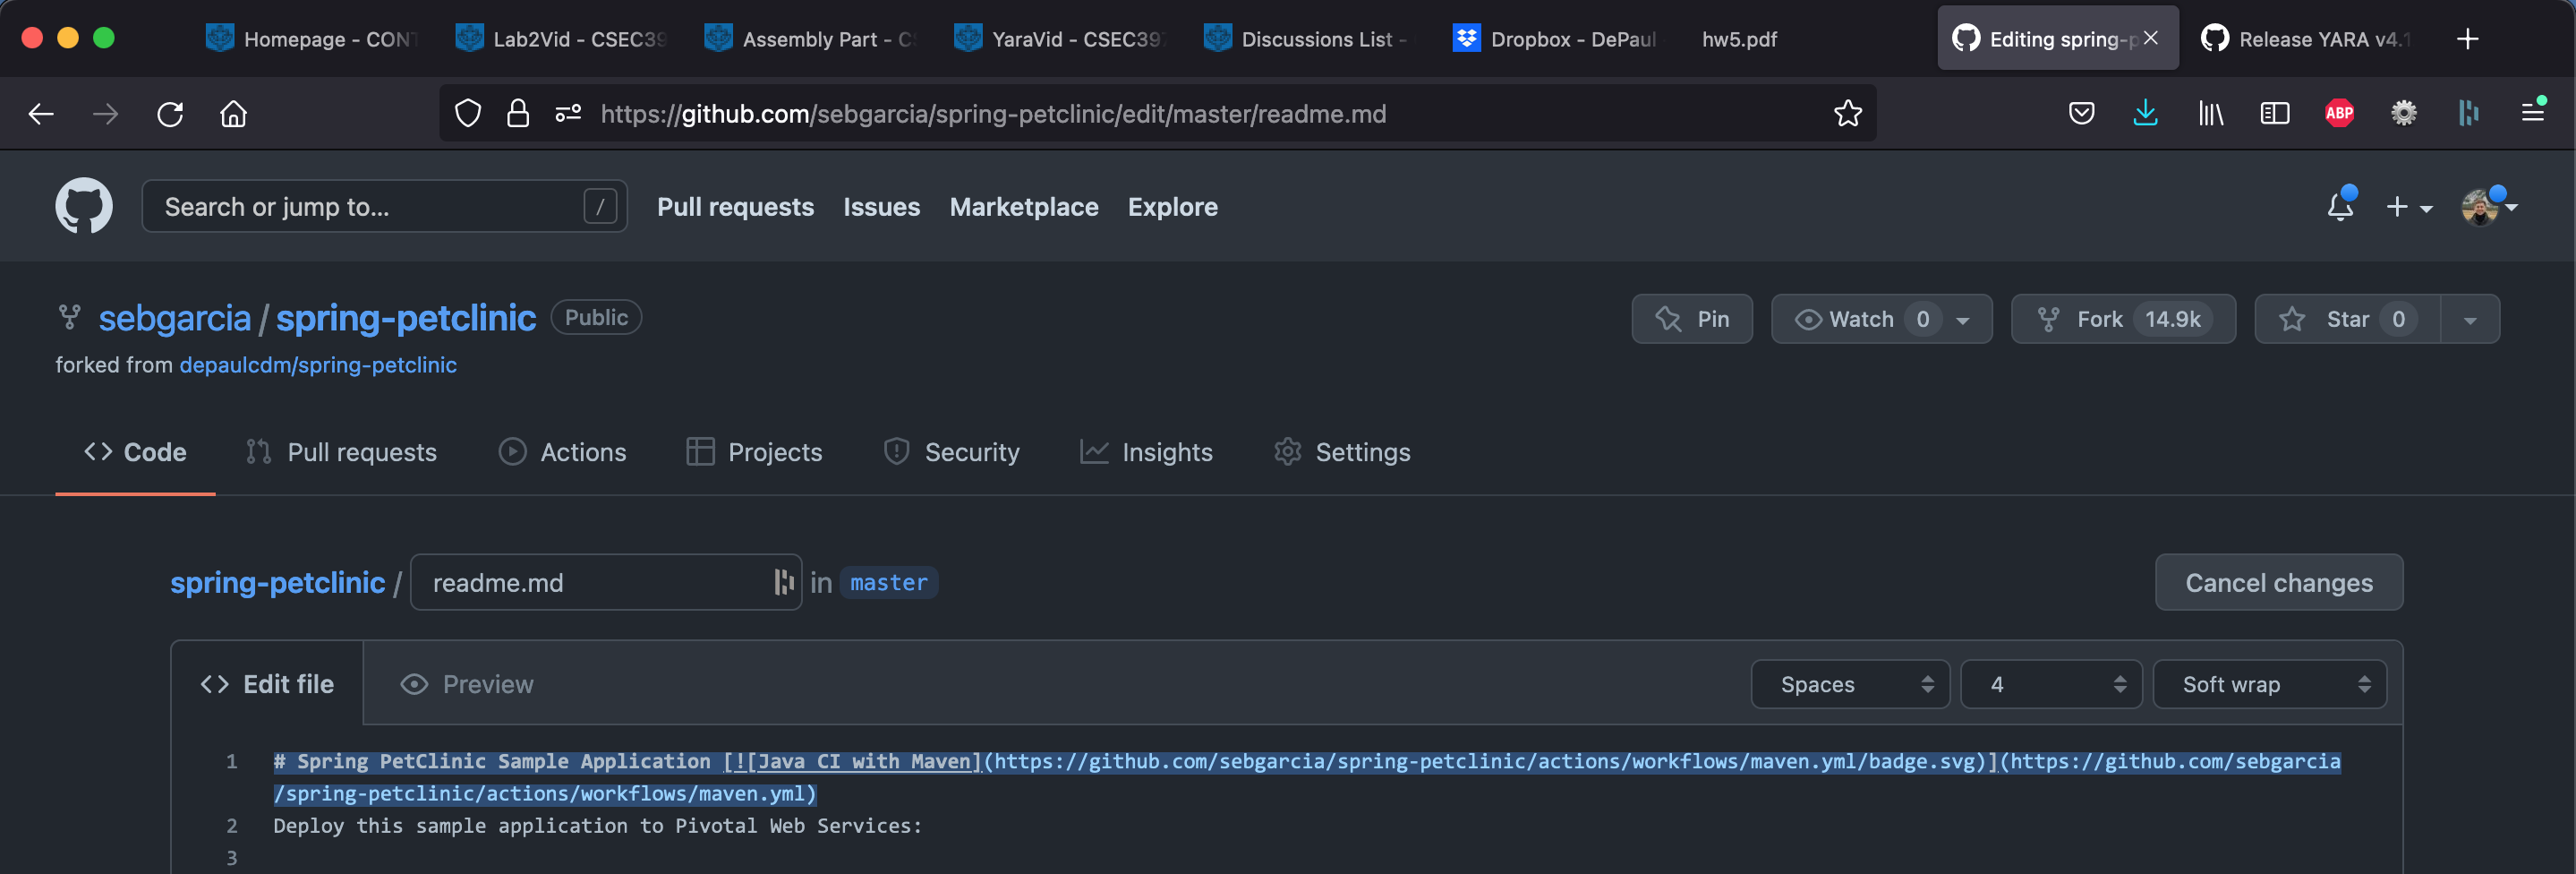 Homepage - CONT
Lab2Vid - CSEC39
Assembly Part - CS
YaraVid - CSEC397
Discussions List -
Dropbox - DePaul
hw5.pdf
Editing spring-p
Release YARA v4.1
https://github.com/sebgarcia/spring-petclinic/edit/master/readme.md
ABP
Search or jump to... /
Pull requests Issues Marketplace Explore
sebgarcia / spring-petclinic Public
Pin Watch 0 Fork 14.9k Star 0
forked from depaulcdm/spring-petclinic
<> Code Pull requests Actions Projects Security Insights Settings
spring-petclinic / readme.md in master Cancel changes
<> Edit file Preview Spaces 4 Soft wrap
1 # Spring PetClinic Sample Application [![Java CI with Maven](https://github.com/sebgarcia/spring-petclinic/actions/workflows/maven.yml/badge.svg)](https://github.com/sebgarcia
/spring-petclinic/actions/workflows/maven.yml)
2 Deploy this sample application to Pivotal Web Services:
3